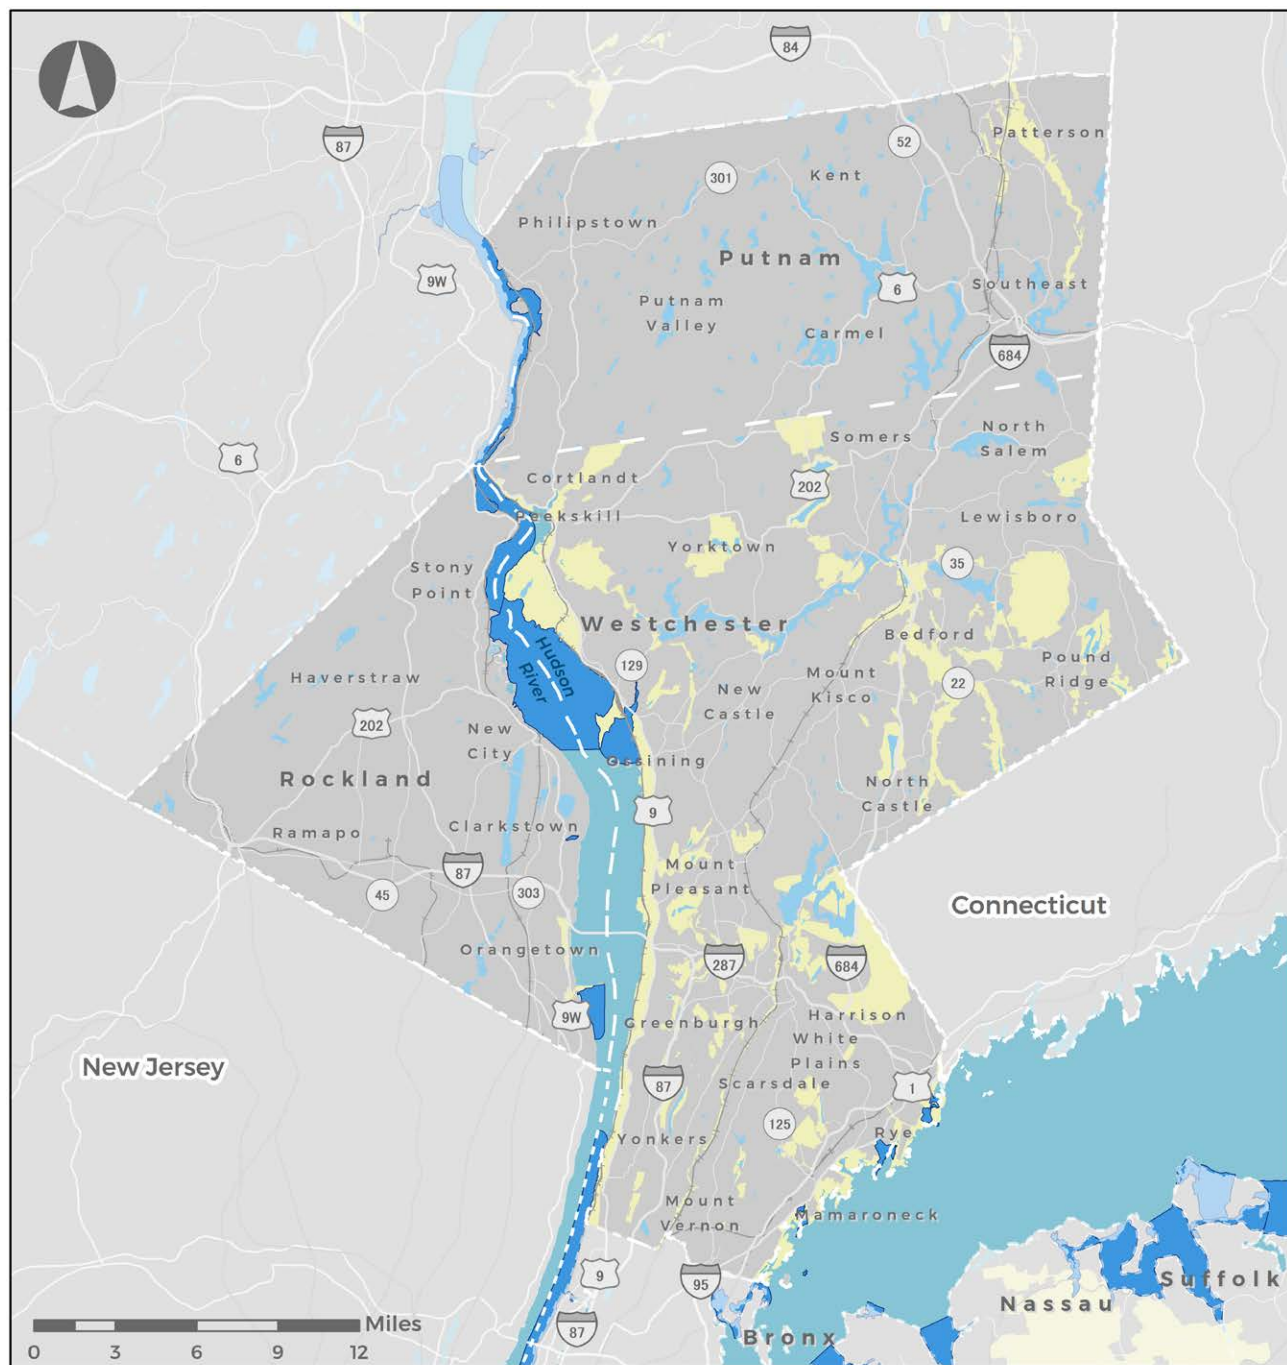 84
87
52
Patterson
301
Kent
Philipstown
Putnam
9W
6
Southeast
Putnam
Valley
Carmel
684
6
Somers
North
Salem
Cortlandt
202
Peekskill
Lewisboro
Yorktown
35
Stony
Point
Westchester
Bedford
Hudson
River
129
Mount
Kisco
Pound
Ridge
22
Haverstraw
New
Castle
202
New
City
Ossining
Rockland
North
Castle
9
Ramapo
Clarkstown
Mount
Pleasant
87
45
303
Connecticut
Orangetown
287
684
9W
Greenburgh
Harrison
White
Plains
New Jersey
87
Scarsdale
1
125
Rye
Yonkers
Mount
Vernon
Mamaroneck
9
95
Suffolk
Nassau
87
Bronx
Miles
0 3 6 9 12